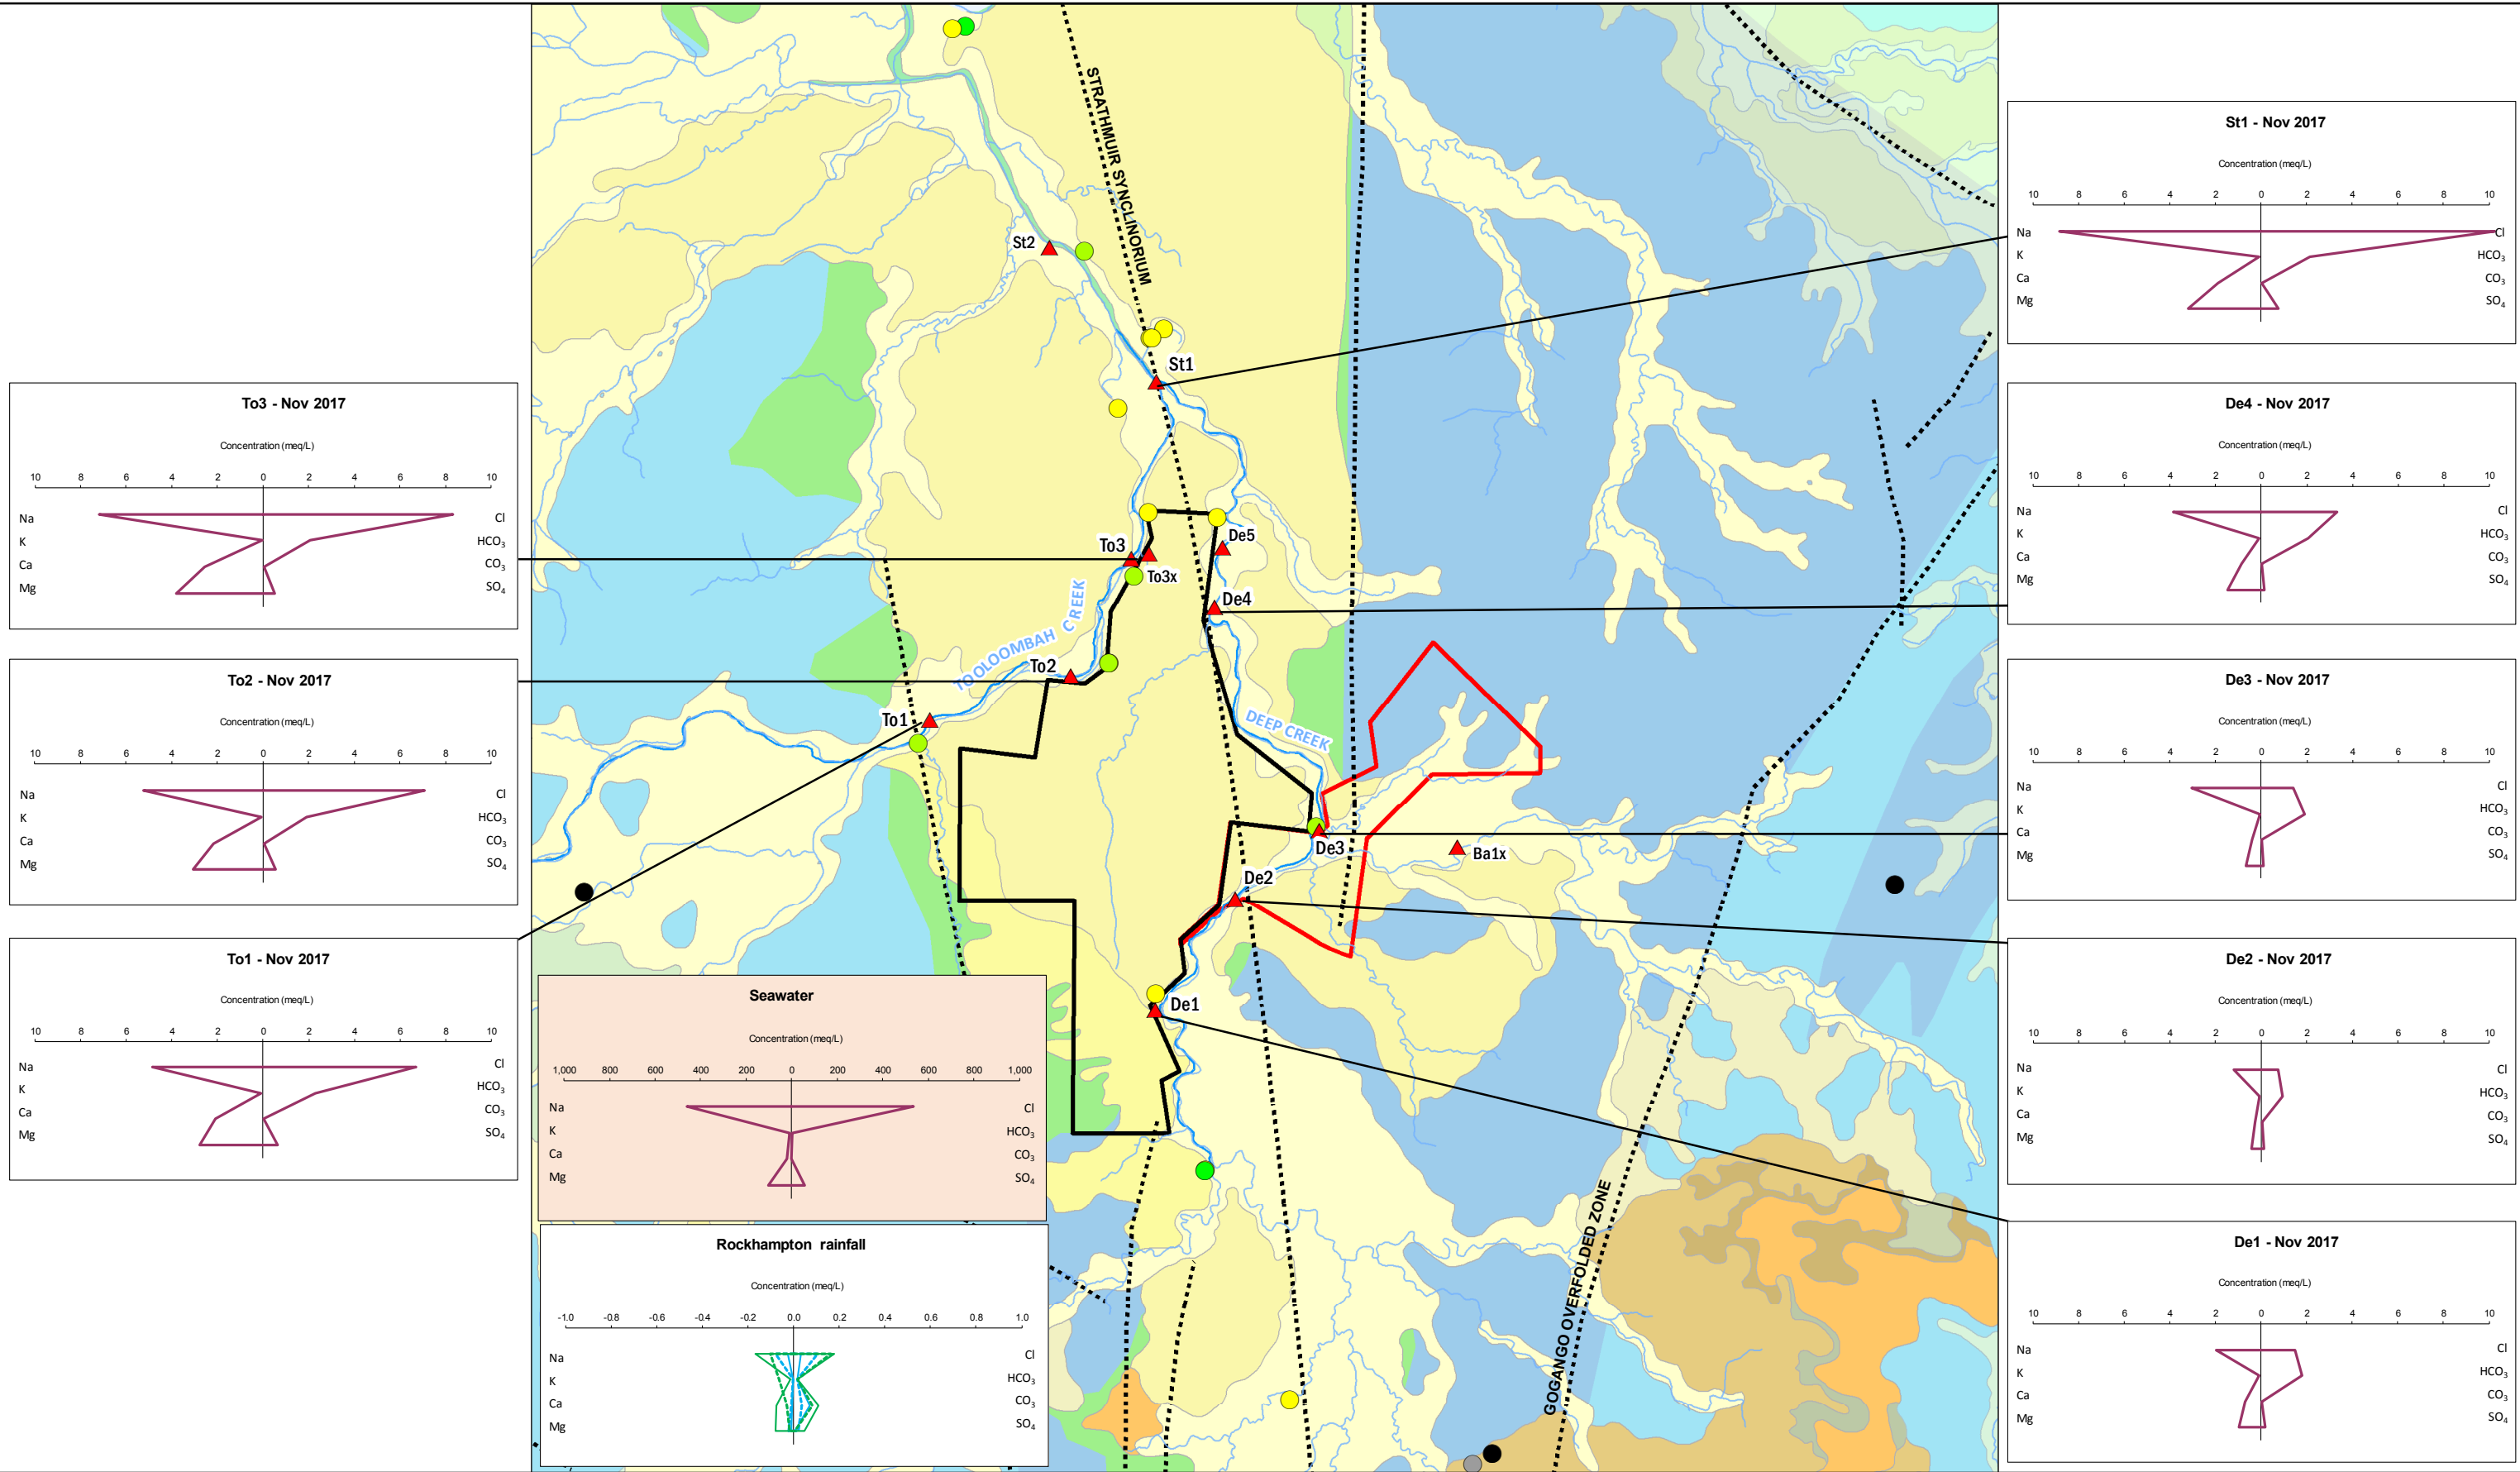 To3 - Nov 2017
Concentration (meq/L)
10 8 6 4 2 0 2 4 6 8 10
Na Cl
K HCO3
Ca CO3
Mg SO4
To2 - Nov 2017
Concentration (meq/L)
10 8 6 4 2 0 2 4 6 8 10
Na Cl
K HCO3
Ca CO3
Mg SO4
To1 - Nov 2017
Concentration (meq/L)
10 8 6 4 2 0 2 4 6 8 10
Na Cl
K HCO3
Ca CO3
Mg SO4
STRATHMUIR SYNCLINORIUM
St2
St1
To3
To3x
De5
De4
TOOLOOMBAH CREEK
To2
To1
DEEP CREEK
De3
Ba1x
De2
De1
GOGANGO OVERFOLDED ZONE
Seawater
Concentration (meq/L)
1,000 800 600 400 200 0 200 400 600 800 1,000
Na Cl
K HCO3
Ca CO3
Mg SO4
Rockhampton rainfall
Concentration (meq/L)
-1.0 -0.8 -0.6 -0.4 -0.2 0.0 0.2 0.4 0.6 0.8 1.0
Na Cl
K HCO3
Ca CO3
Mg SO4
St1 - Nov 2017
Concentration (meq/L)
10 8 6 4 2 0 2 4 6 8 10
Na Cl
K HCO3
Ca CO3
Mg SO4
De4 - Nov 2017
Concentration (meq/L)
10 8 6 4 2 0 2 4 6 8 10
Na Cl
K HCO3
Ca CO3
Mg SO4
De3 - Nov 2017
Concentration (meq/L)
10 8 6 4 2 0 2 4 6 8 10
Na Cl
K HCO3
Ca CO3
Mg SO4
De2 - Nov 2017
Concentration (meq/L)
10 8 6 4 2 0 2 4 6 8 10
Na Cl
K HCO3
Ca CO3
Mg SO4
De1 - Nov 2017
Concentration (meq/L)
10 8 6 4 2 0 2 4 6 8 10
Na Cl
K HCO3
Ca CO3
Mg SO4